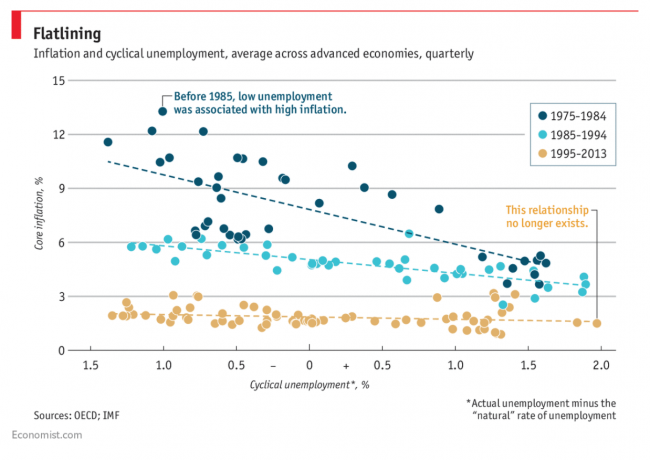 Flatlining
Inflation and cyclical unemployment, average across advanced economies, quarterly
15
12
9
6
3
0
Core inflation, %
Before 1985, low unemployment
was associated with high inflation.
1975-1984
1985-1994
1995-2013
This relationship
no longer exists.
1.5 1.0 0.5 – 0 + 0.5 1.0 1.5 2.0
Cyclical unemployment*, %
*Actual unemployment minus the
“natural” rate of unemployment
Sources: OECD; IMF
Economist.com